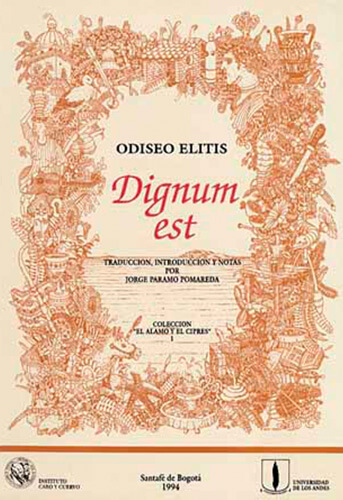 ODISEO ELITIS
Dignum
est
TRADUCCION, INTRODUCCION Y NOTAS
POR
JORGE PARAMO POMAREDA
COLECCION
"EL ALAMO Y EL CIPRES"
1
INSTITUTO
CARO Y CUERVO
Santafé de Bogotá
1994
UNIVERSIDAD
DE LOS ANDES